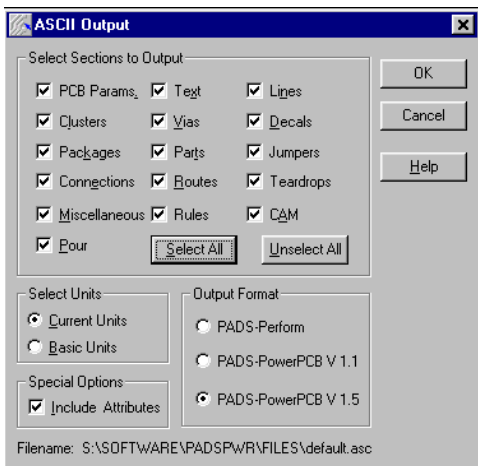 ASCII Output
Select Sections to Output
PCB Params. Text Lines
Clusters Vias Decals
Packages Parts Jumpers
Connections Routes Teardrops
Miscellaneous Rules CAM
Pour Select All Unselect All
OK
Cancel
Help
Select Units
Current Units
Basic Units
Special Options
Include Attributes
Output Format
PADS-Perform
PADS-PowerPCB V 1.1
PADS-PowerPCB V 1.5
Filename: S:\SOFTWARE\PADSPWR\FILES\default.asc